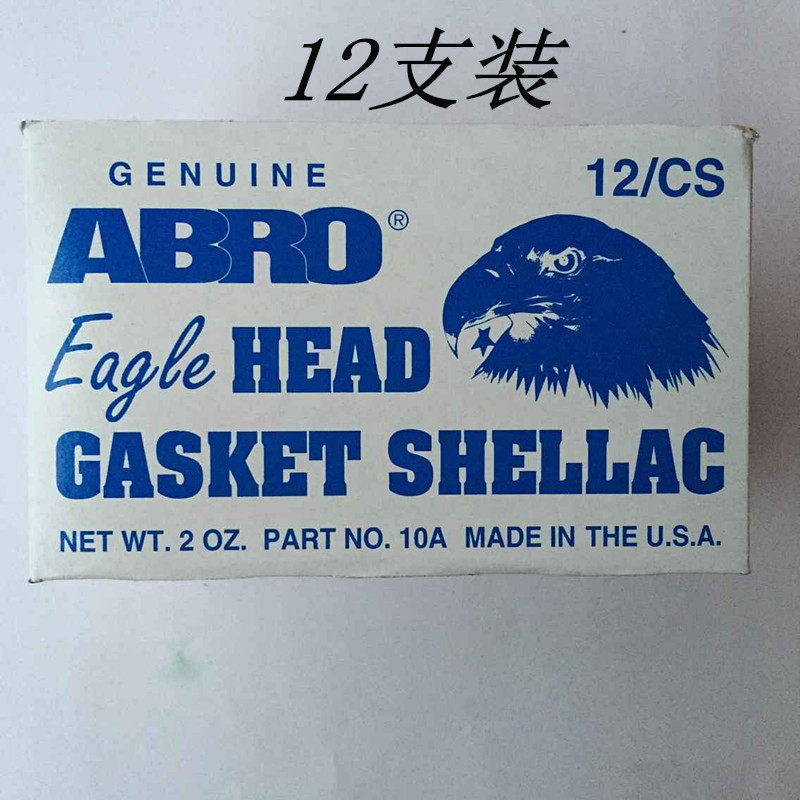 12支装
GENUINE 12/CS
ABRO®
Eagle HEAD
GASKET SHELLAC
NET WT. 2 OZ. PART NO. 10A MADE IN THE U.S.A.